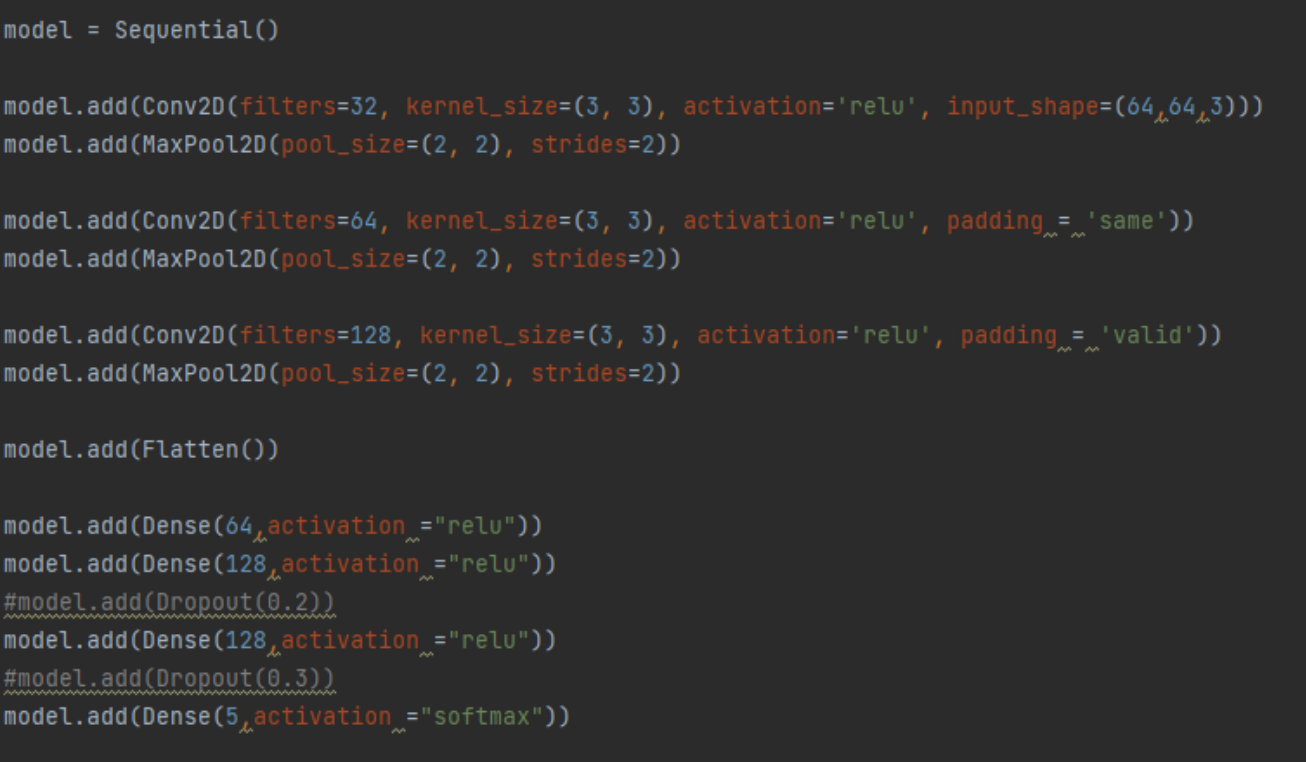 model = Sequential()
model.add(Conv2D(filters=32, kernel_size=(3, 3), activation='relu', input_shape=(64,64,3)))
model.add(MaxPool2D(pool_size=(2, 2), strides=2))
model.add(Conv2D(filters=64, kernel_size=(3, 3), activation='relu', padding = 'same'))
model.add(MaxPool2D(pool_size=(2, 2), strides=2))
model.add(Conv2D(filters=128, kernel_size=(3, 3), activation='relu', padding = 'valid'))
model.add(MaxPool2D(pool_size=(2, 2), strides=2))
model.add(Flatten())
model.add(Dense(64,activation ="relu"))
model.add(Dense(128,activation ="relu"))
#model.add(Dropout(0.2))
model.add(Dense(128,activation ="relu"))
#model.add(Dropout(0.3))
model.add(Dense(5,activation ="softmax"))